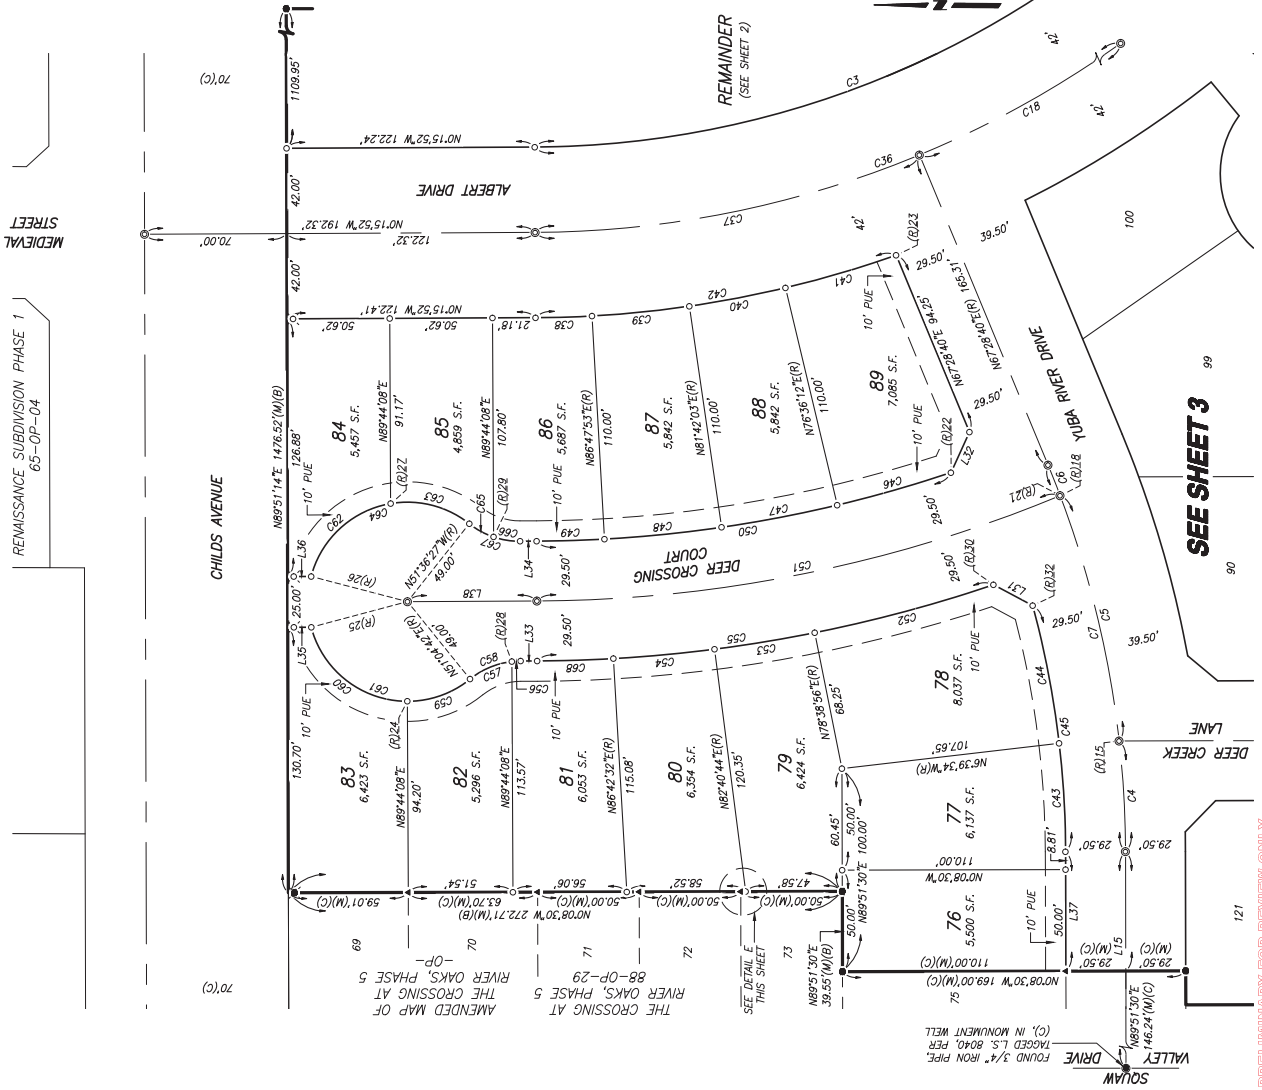 RENAISSANCE SUBDIVISION PHASE 1
65-OP-04
MEDIEVAL
STREET
70'(C)
1109.95'
N
REMAINDER
(SEE SHEET 2)
C3
42'
C18
42'
N0°15'52"W 122.24'
42.00'
ALBERT DRIVE
C36
N0°15'52"W 192.32'
70.00'
122.32'
C37
42'
(R)23
39.50'
42.00'
N0°15'52"W 122.41'
50.62'
50.62'
21.18'
C38
C39
C42
C40
C41
10' PUE
29.50'
N67°28'40"E 94.25'
N67°28'40"E(R) 165.31'
YUBA RIVER DRIVE
100
99
CHILDS AVENUE
N89°51'14"E 1476.52'(M)(B)
126.88'
84
5,457 S.F.
N89°44'08"E
91.17'
85
4,859 S.F.
N89°44'08"E
107.80'
86
5,687 S.F.
N86°47'53"E(R)
110.00'
87
5,842 S.F.
N81°42'03"E(R)
110.00'
88
5,842 S.F.
N76°36'12"E(R)
110.00'
89
7,085 S.F.
10' PUE
(R)22
29.50'
L32
10' PUE
C62
C64
(R)27
C63
C65
(R)29
C66
C67
10' PUE
C49
C48
C50
C47
C46
29.50'
C6
(R)18
(R)21
SEE SHEET 3
L36
(R)26
N51°36'27"W(R)
49.00'
L34
29.50'
DEER CROSSING
COURT
25.00'
L38
C51
(R)30
29.50'
L31
(R)32
29.50'
C7
C5
90
L35
(R)25
N51°04'42"E(R)
49.00'
(R)28
L33
29.50'
39.50'
C60
C61
10' PUE
C59
C58
C57
C56
C68
C54
C55
C53
C52
10' PUE
(R)24
10' PUE
78
8,037 S.F.
C44
C45
130.70'
83
6,423 S.F.
N89°44'08"E
94.20'
82
5,296 S.F.
N89°44'08"E
113.57'
81
6,053 S.F.
N86°42'32"E(R)
115.08'
80
6,354 S.F.
N82°40'44"E(R)
120.35'
79
6,424 S.F.
N78°38'56"E(R)
68.25'
107.65'
N6°39'34"W(R)
(R)15
DEER CREEK
LANE
77
6,137 S.F.
C43
C4
60.45'
50.00'
100.00'
8.81'
29.50'
29.50'
110.00'
N0°08'30"W
51.54'
56.06'
58.52'
47.58'
59.01(M)(C)
63.70'(M)(C)
50.00'(M)(C)
50.00'(M)(C)
50.00'(M)(C)
N0°08'30"W 272.71'(M)(B)
N89°51'30"E
50.00'
76
5,500 S.F.
10' PUE
50.00'
L37
121
69
70
71
72
73
SEE DETAIL E
THIS SHEET
N89°51'30"E
39.55'(M)(B)
110.00'(M)(C)
29.50'
(M)(C)
L15
29.50'
(M)(C)
N0°08'30"W 169.00'(M)(C)
75
70'(C)
AMENDED MAP OF
THE CROSSING AT
RIVER OAKS, PHASE 5
-OP-
THE CROSSING AT
RIVER OAKS, PHASE 5
88-OP-29
FOUND 3/4" IRON PIPE,
TAGGED L.S. 8040, PER
(C), IN MONUMENT WELL
N89°51'30"E
146.24'(M)(C)
SQUAW
VALLEY DRIVE